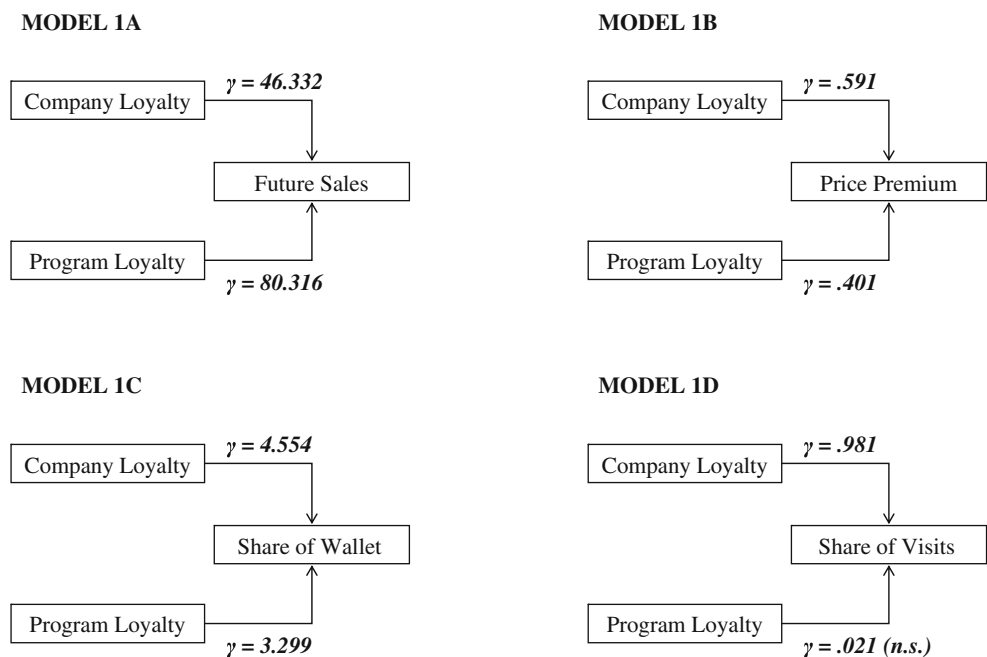 MODEL 1A
γ = 46.332
Company Loyalty
Future Sales
Program Loyalty
γ = 80.316
MODEL 1B
γ = .591
Company Loyalty
Price Premium
Program Loyalty
γ = .401
MODEL 1C
γ = 4.554
Company Loyalty
Share of Wallet
Program Loyalty
γ = 3.299
MODEL 1D
γ = .981
Company Loyalty
Share of Visits
Program Loyalty
γ = .021 (n.s.)